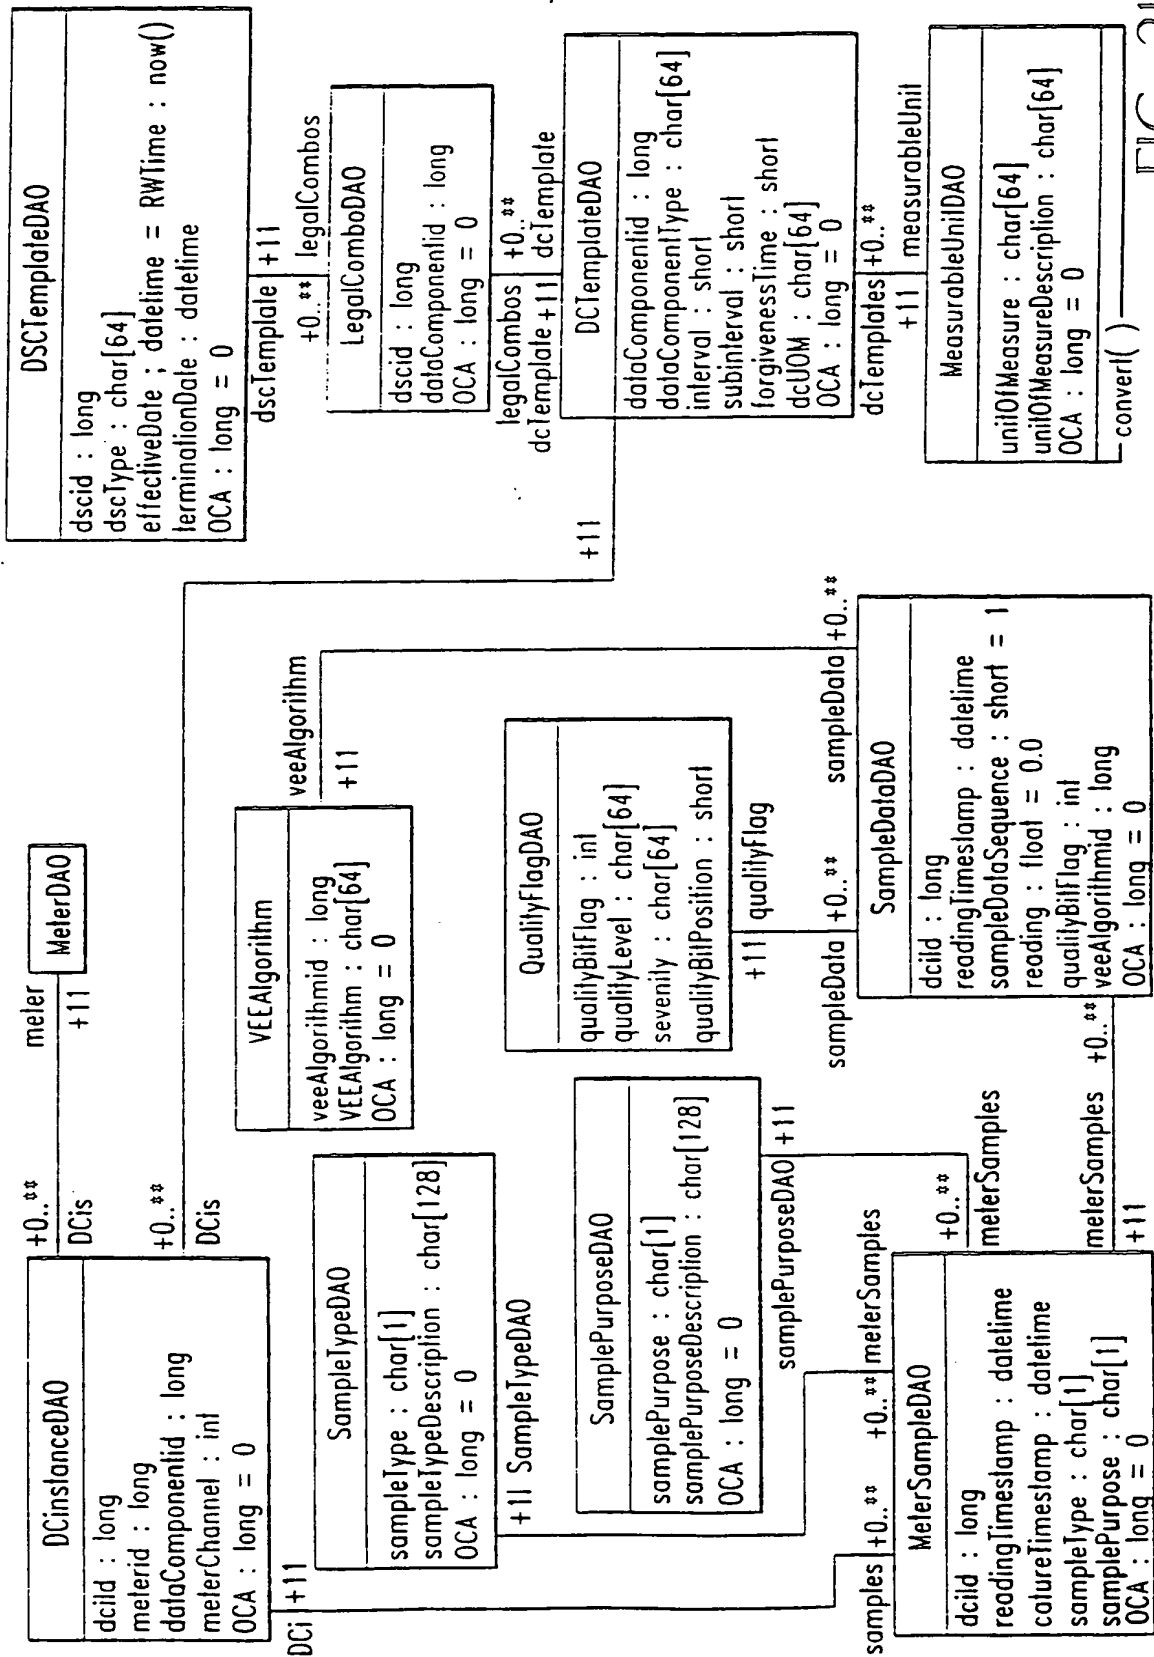 DCinstanceDAO
dciId : long
meterid : long
dataComponentid : long
meterChannel : int
OCA : long = 0
+0..**
DCis
meter
+11
MeterDAO
+0..**
DCis
+11
DSCTemplateDAO
dscid : long
dscType : char[64]
effectiveDate ; datetime = RWTime : now()
terminationDate : datetime
OCA : long = 0
dscTemplate
+11
+0..**
legalCombos
LegalComboDAO
dscid : long
dataComponentid : long
OCA : long = 0
legalCombos
+0..**
dcTemplate +11
dcTemplate
DCTemplateDAO
dataComponentid : long
dataComponentType : char[64]
interval : short
subinterval : short
forgivenessTime : short
dcUOM : char[64]
OCA : long = 0
dcTemplates
+0..**
+11
measurableUnit
MeasurableUnitDAO
unitOfMeasure : char[64]
unitOfMeasureDescription : char[64
OCA : long = 0
convert( )
VEEAlgorithm
veeAlgorithmid : long
VEEAlgorithm : char[64]
OCA : long = 0
veeAlgorithm
+11
SampleTypeDAO
sampleType : char[1]
sampleTypeDescription : char[128]
OCA : long = 0
+11 SampleTypeDAO
QualityFlagDAO
qualityBitFlag : int
qualityLevel : char[64]
sevenity : char[64]
qualityBitPosition : short
+11
qualityFlag
SamplePurposeDAO
samplePurpose : char[1]
samplePurposeDescription : char[128]
OCA : long = 0
samplePurposeDAO
+11
DCi
+11
samples
+0..**
+0..**
meterSamples
+0..**
meterSamples
sampleData
+0..**
sampleData
+0..**
MeterSampleDAO
dciId : long
readingTimestamp : datetime
catureTimestamp : datetime
sampleType : char[1]
samplePurpose : char[1]
OCA : long = 0
meterSamples
+0..**
+11
SampleDataDAO
dciId : long
readingTimestamp : datetime
sampleDataSequence : short = 1
reading : float = 0.0
qualityBitFlag : int
veeAlgorithmid : long
OCA : long = 0